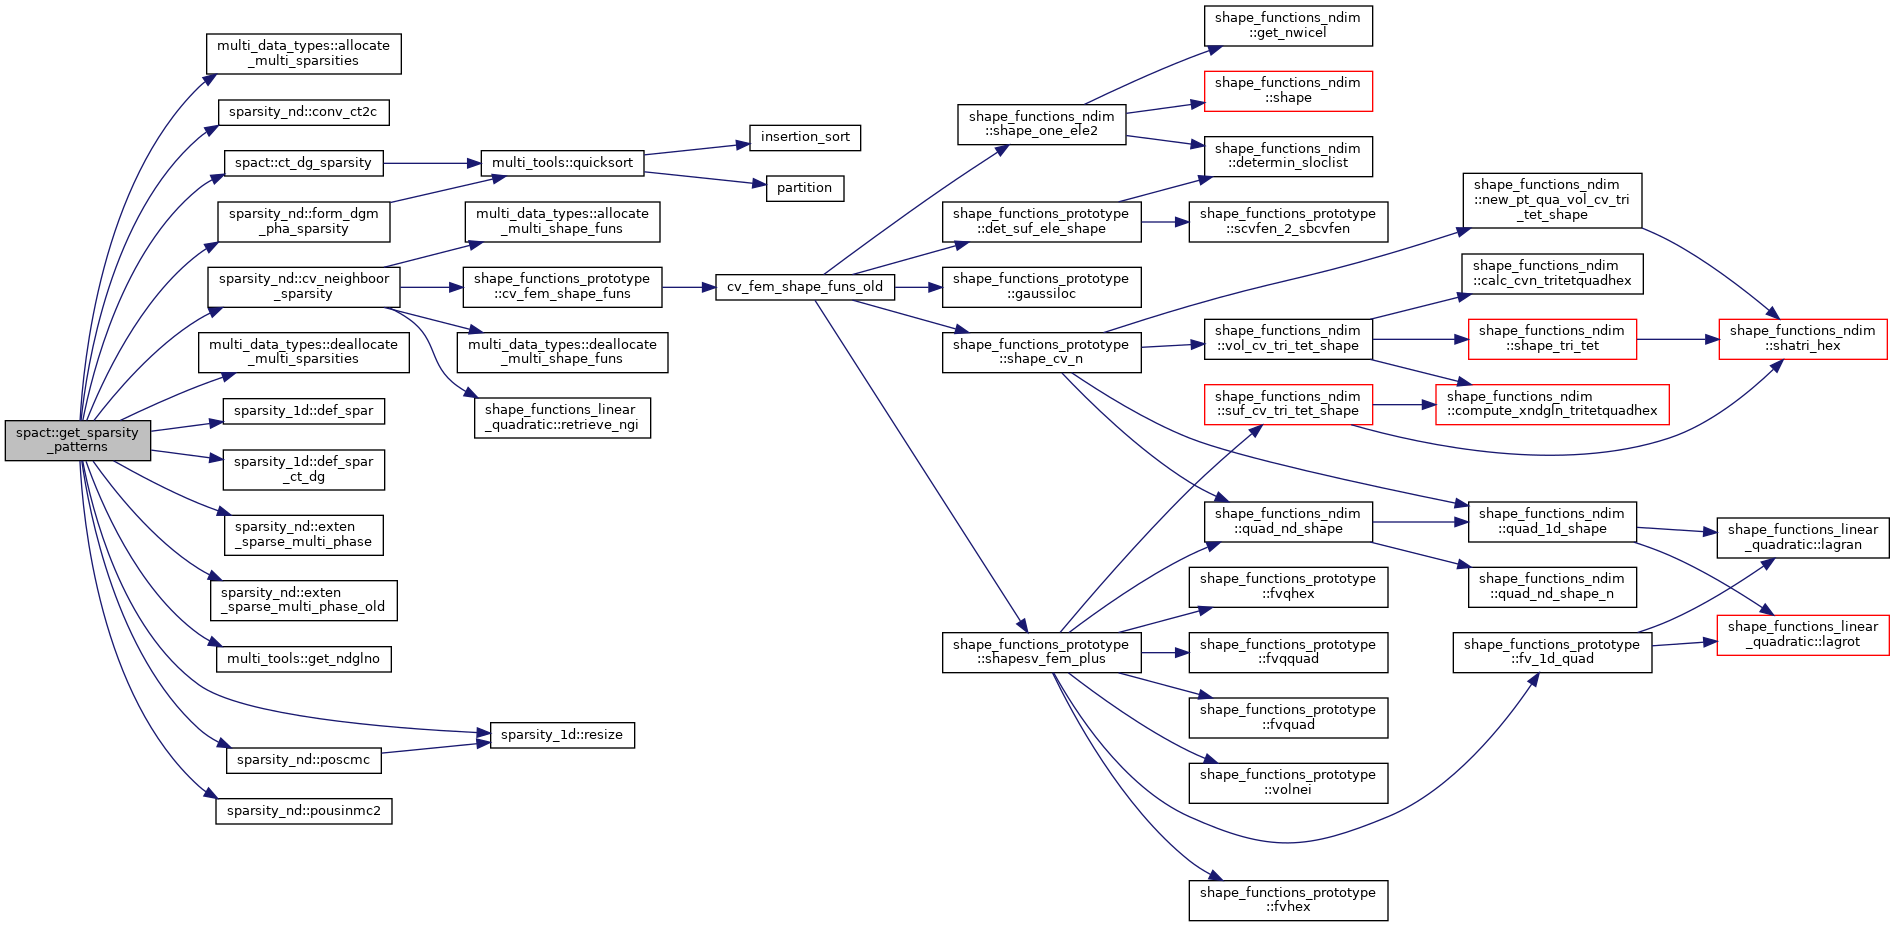 spact::get_sparsity
_patterns
multi_data_types::allocate
_multi_sparsities
sparsity_nd::conv_ct2c
spact::ct_dg_sparsity
sparsity_nd::form_dgm
_pha_sparsity
sparsity_nd::cv_neighboor
_sparsity
multi_data_types::deallocate
_multi_sparsities
sparsity_1d::def_spar
sparsity_1d::def_spar
_ct_dg
sparsity_nd::exten
_sparse_multi_phase
sparsity_nd::exten
_sparse_multi_phase_old
multi_tools::get_ndglno
sparsity_nd::poscmc
sparsity_nd::pousinmc2
multi_tools::quicksort
multi_data_types::allocate
_multi_shape_funs
shape_functions_prototype
::cv_fem_shape_funs
multi_data_types::deallocate
_multi_shape_funs
shape_functions_linear
_quadratic::retrieve_ngi
sparsity_1d::resize
insertion_sort
partition
cv_fem_shape_funs_old
shape_functions_ndim
::shape_one_ele2
shape_functions_prototype
::det_suf_ele_shape
shape_functions_prototype
::gaussiloc
shape_functions_prototype
::shape_cv_n
shape_functions_prototype
::shapesv_fem_plus
shape_functions_ndim
::get_nwicel
shape_functions_ndim
::shape
shape_functions_ndim
::determin_sloclist
shape_functions_prototype
::scvfen_2_sbcvfen
shape_functions_ndim
::vol_cv_tri_tet_shape
shape_functions_ndim
::suf_cv_tri_tet_shape
shape_functions_ndim
::quad_nd_shape
shape_functions_prototype
::fvqhex
shape_functions_prototype
::fvqquad
shape_functions_prototype
::fvquad
shape_functions_prototype
::volnei
shape_functions_prototype
::fvhex
shape_functions_ndim
::new_pt_qua_vol_cv_tri
_tet_shape
shape_functions_ndim
::calc_cvn_tritetquadhex
shape_functions_ndim
::shape_tri_tet
shape_functions_ndim
::compute_xndgln_tritetquadhex
shape_functions_ndim
::quad_1d_shape
shape_functions_ndim
::quad_nd_shape_n
shape_functions_prototype
::fv_1d_quad
shape_functions_ndim
::shatri_hex
shape_functions_linear
_quadratic::lagran
shape_functions_linear
_quadratic::lagrot